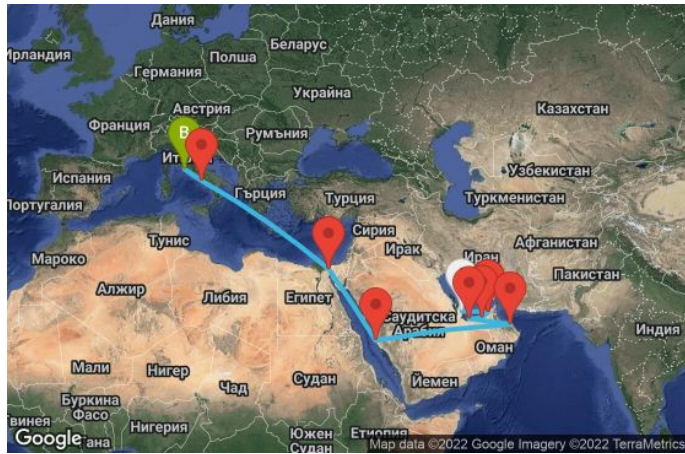 Дания
Ирландия
Беларус
Полша
Германия
Украйна
Казахстан
Австрия
Франция
Румъния
B
Узбекистан
Испания
Гърция
Турция
Туркменистан
Португалия
Сирия
Афганистан
Тунис
Ирак
Иран
Мароко
Пакистан
Алжир
Либия
Египет
Саудитска
Арабия
Индия
Оман
Мали
Нигер
Чад
Судан
Йемен
Буркина
Фасо
Нигерия
Южен
Судан
Етиопия
Google
Map data ©2022 Google Imagery ©2022 TerraMetrics